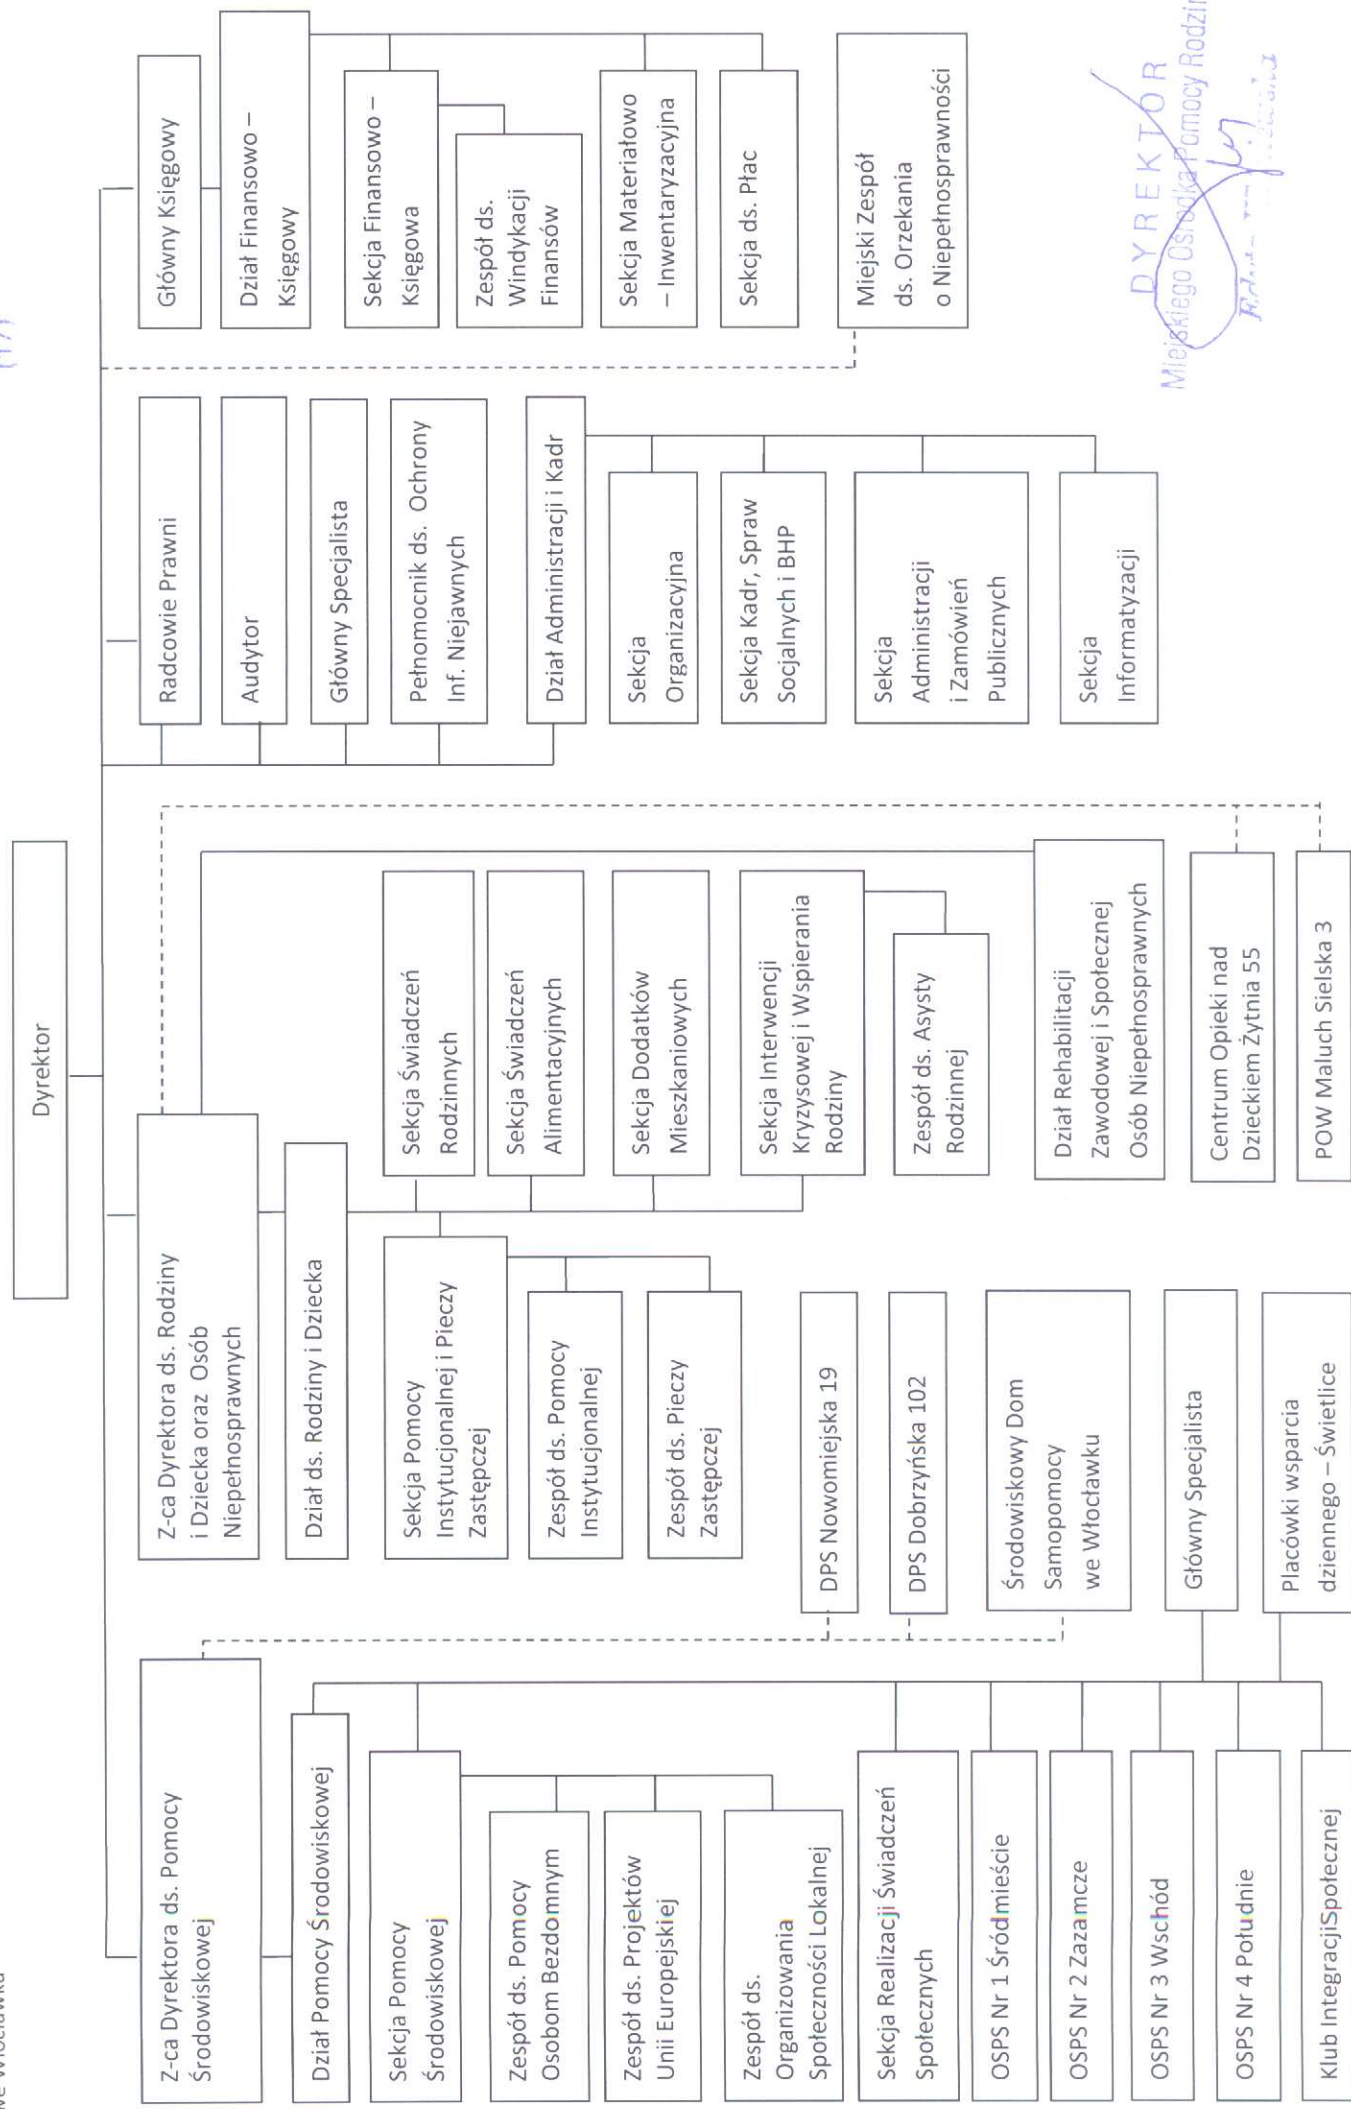 we Włocławku
Dyrektor
Z-ca Dyrektora ds. Pomocy
Środowiskowej
Dział Pomocy Środowiskowej
Sekcja Pomocy
Środowiskowej
Zespół ds. Pomocy
Osobom Bezdomnym
Zespół ds. Projektów
Unii Europejskiej
Zespół ds.
Organizowania
Społeczności Lokalnej
Sekcja Realizacji Świadczeń
Społecznych
OSPS Nr 1 Śródmieście
OSPS Nr 2 Zazamcze
OSPS Nr 3 Wschód
OSPS Nr 4 Południe
Klub IntegracjiSpołecznej
DPS Nowomiejska 19
DPS Dobrzyńska 102
Środowiskowy Dom
Samopomocy
we Włocławku
Główny Specjalista
Placówki wsparcia
dziennego – Świetlice
Z-ca Dyrektora ds. Rodziny
i Dziecka oraz Osób
Niepełnosprawnych
Dział ds. Rodziny i Dziecka
Sekcja Pomocy
Instytucjonalnej i Pieczy
Zastępczej
Zespół ds. Pomocy
Instytucjonalnej
Zespół ds. Pieczy
Zastępczej
Sekcja Świadczeń
Rodzinnych
Sekcja Świadczeń
Alimentacyjnych
Sekcja Dodatków
Mieszkaniowych
Sekcja Interwencji
Kryzysowej i Wspierania
Rodziny
Zespół ds. Asysty
Rodzinnej
Dział Rehabilitacji
Zawodowej i Społecznej
Osób Niepełnosprawnych
Centrum Opieki nad
Dzieckiem Żytnia 55
POW Maluch Sielska 3
Radcowie Prawni
Audytor
Główny Specjalista
Pełnomocnik ds. Ochrony
Inf. Niejawnych
Dział Administracji i Kadr
Sekcja
Organizacyjna
Sekcja Kadr, Spraw
Socjalnych i BHP
Sekcja
Administracji
i Zamówień
Publicznych
Sekcja
Informatyzacji
Główny Księgowy
Dział Finansowo –
Księgowy
Sekcja Finansowo –
Księgowa
Zespół ds.
Windykacji
Finansów
Sekcja Materiałowo
– Inwentaryzacyjna
Sekcja ds. Płac
Miejski Zespół
ds. Orzekania
o Niepełnosprawności
DYREKTOR
Miejskiego Ośrodka Pomocy Rodzin